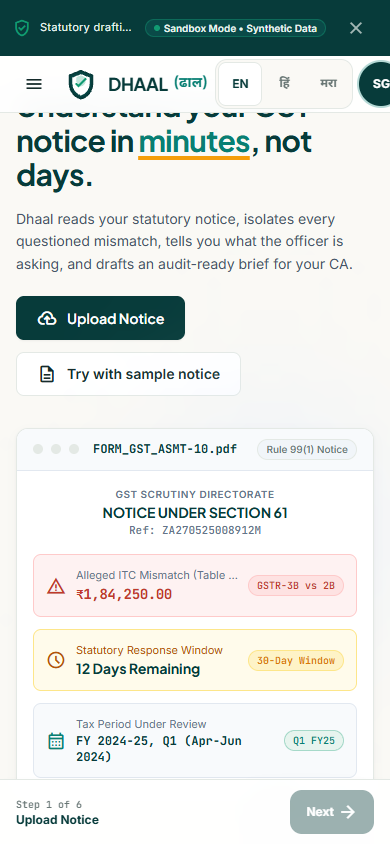 Statutory drafti...
Sandbox Mode • Synthetic Data
DHAAL (ढाल)
EN
हिं
मरा
SG
Understand your GST
notice in minutes, not
days.
Dhaal reads your statutory notice, isolates every
questioned mismatch, tells you what the officer is
asking, and drafts an audit-ready brief for your CA.
Upload Notice
Try with sample notice
FORM_GST_ASMT-10.pdf
Rule 99(1) Notice
GST SCRUTINY DIRECTORATE
NOTICE UNDER SECTION 61
Ref: ZA270525008912M
Alleged ITC Mismatch (Table ...
₹1,84,250.00
GSTR-3B vs 2B
Statutory Response Window
12 Days Remaining
30-Day Window
Tax Period Under Review
FY 2024-25, Q1 (Apr-Jun
2024)
Q1 FY25
Step 1 of 6
Upload Notice
Next